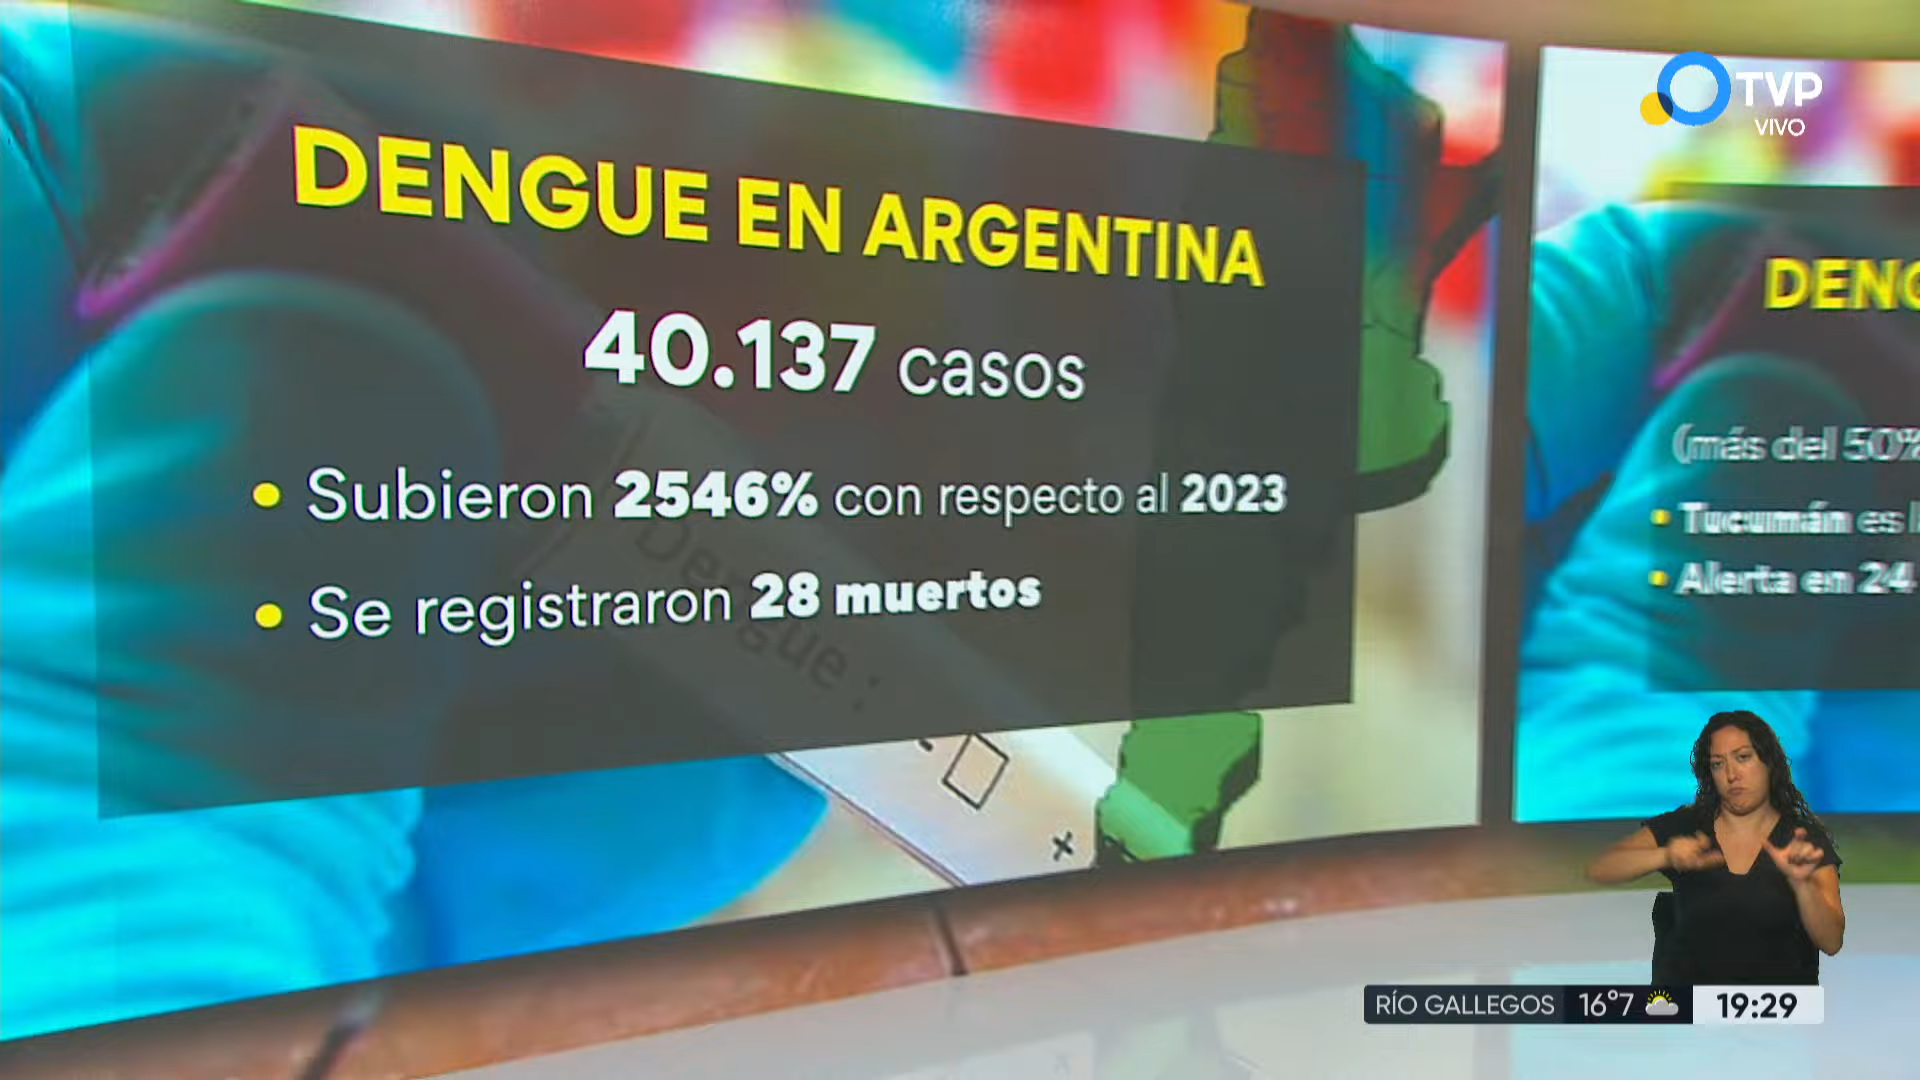 TVP
VIVO
DENGUE EN ARGENTINA
40.137 casos
Subieron 2546% con respecto al 2023
Se registraron 28 muertos
Dengue :
(más del 50%
Tucumán es
Alerta en 24
RÍO GALLEGOS 16°7 19:29